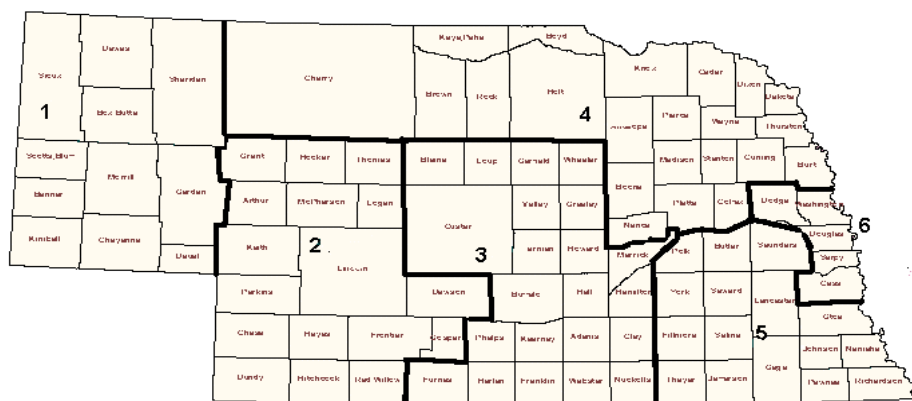 Keya,Paha
Boyd
Dawes
Sioux
Sheridan
Cherry
Knox
Cedar
Dixon
Brown
Rock
Holt
Dakota
1
Box Butte
4
Pierce
Wayne
Thurston
Antelope
Scotts,Bluff
Grant
Hooker
Thomas
Blaine
Loup
Garfield
Wheeler
Madison
Stanton
Cuming
Burt
Morrill
Banner
Garden
Arthur
McPherson
Logan
Valley
Greeley
Boone
Platte
Colfax
Dodge
Washington
Kimball
Cheyenne
Keith
2
Custer
Nance
Douglas
6
Deuel
Lincoln
3
Sherman
Howard
Merrick
Polk
Butler
Saunders
Sarpy
Perkins
Dawson
Buffalo
Hall
Hamilton
York
Seward
Lancaster
Cass
Otoe
Chase
Hayes
Frontier
Gosper
Phelps
Kearney
Adams
Clay
Fillmore
Saline
5
Johnson
Nemaha
Gage
Dundy
Hitchcock
Red Willow
Furnas
Harlan
Franklin
Webster
Nuckolls
Thayer
Jefferson
Pawnee
Richardson